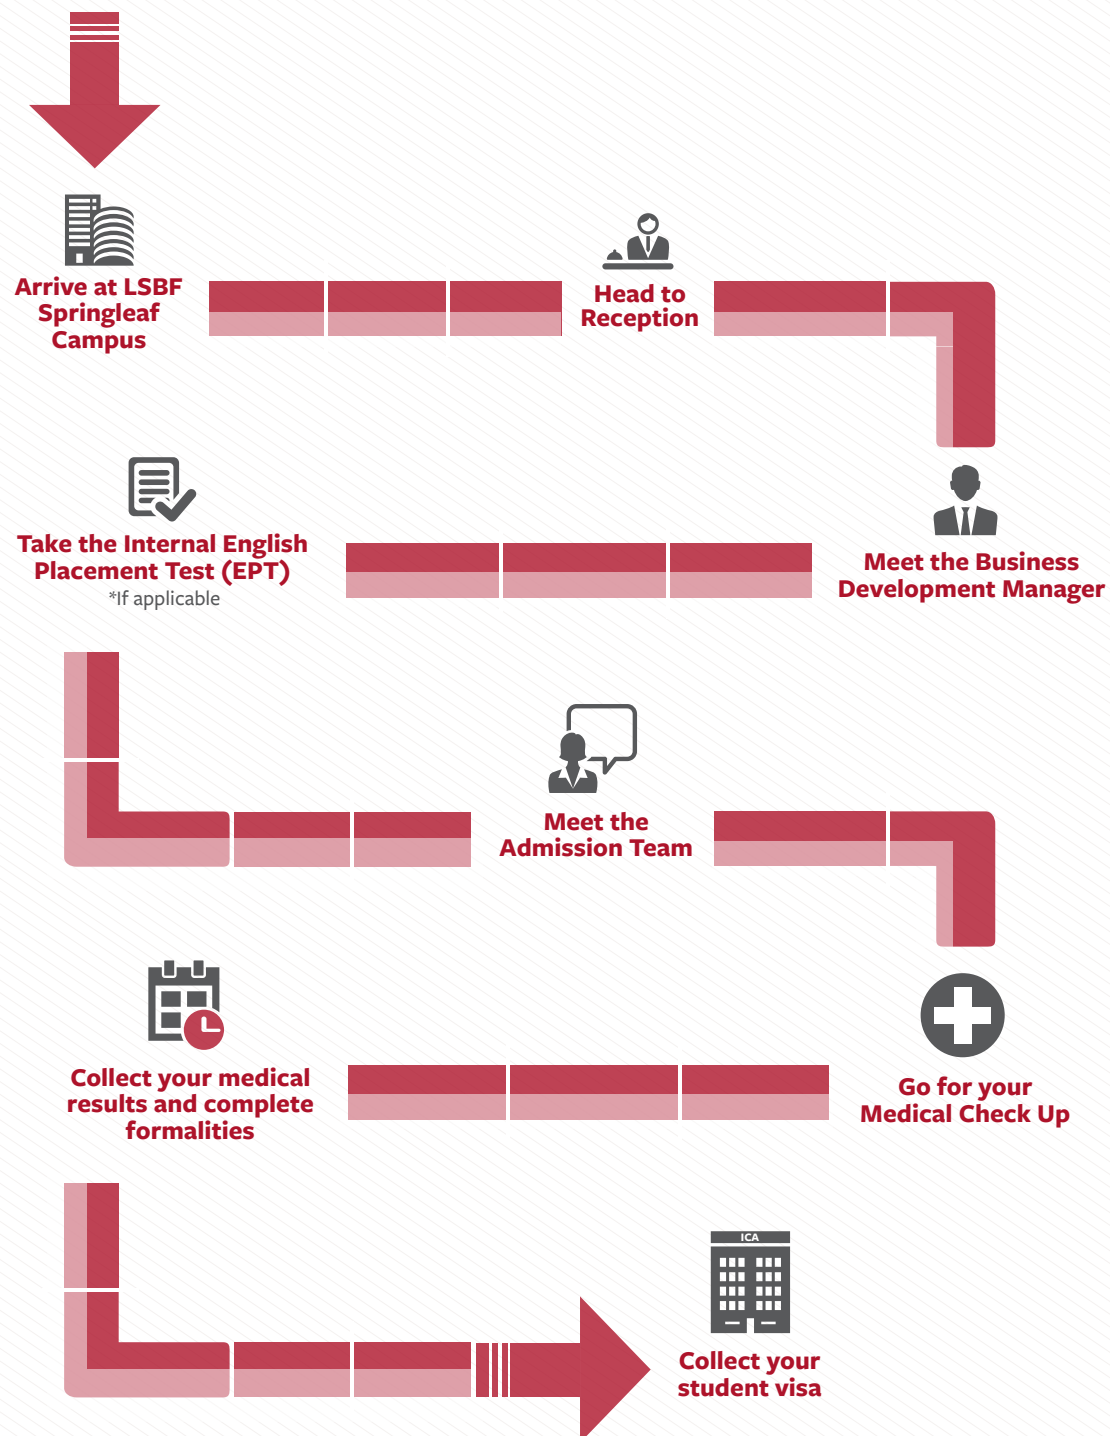 Arrive at LSBF
Springleaf
Campus
Head to
Reception
Meet the Business
Development Manager
Take the Internal English
Placement Test (EPT)
*If applicable
Meet the
Admission Team
Go for your
Medical Check Up
Collect your medical
results and complete
formalities
ICA
Collect your
student visa